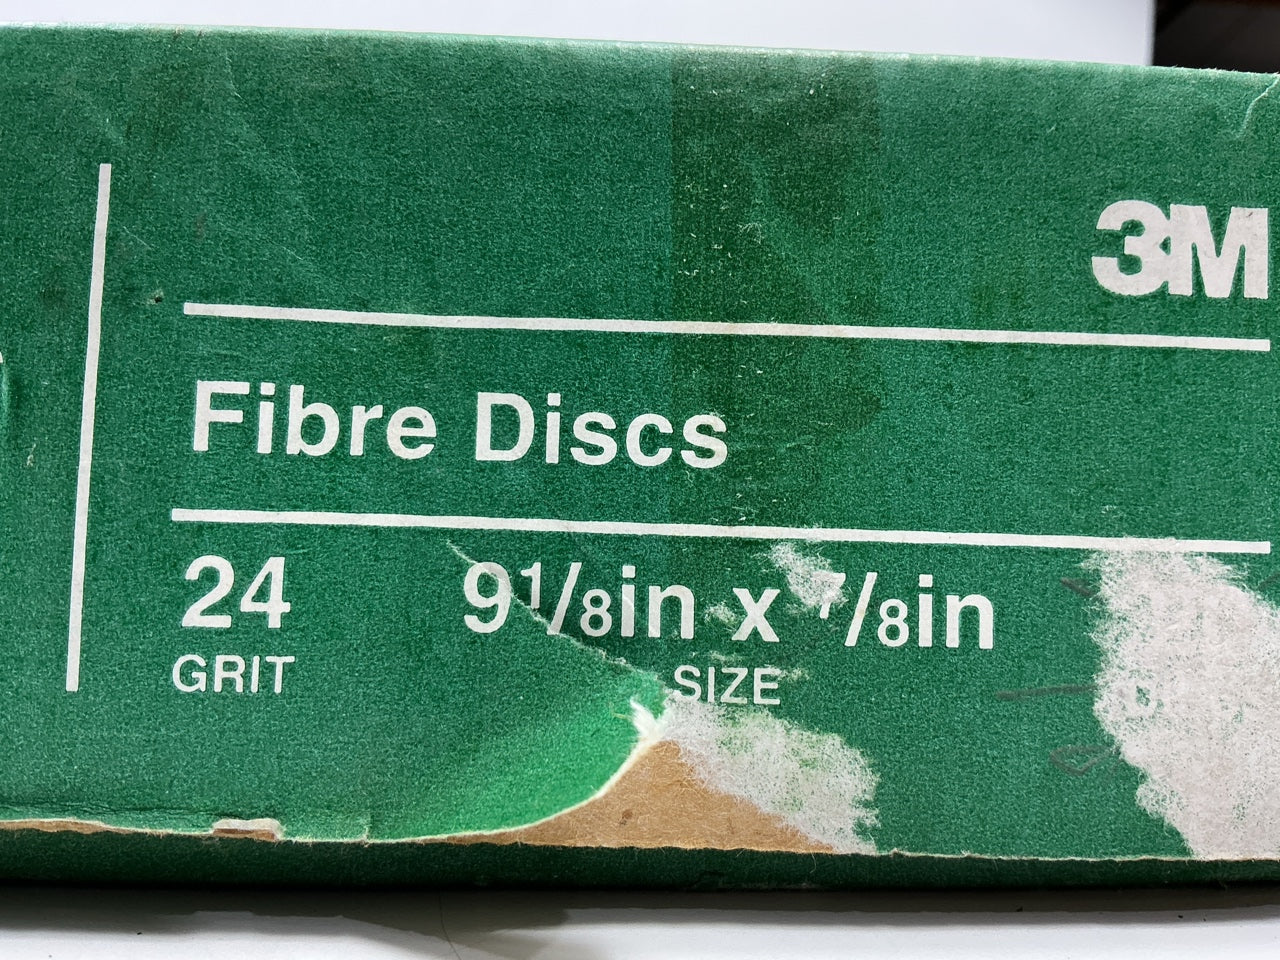 3M
Fibre Discs
24 9 1/8in x 7/8in
GRIT SIZE